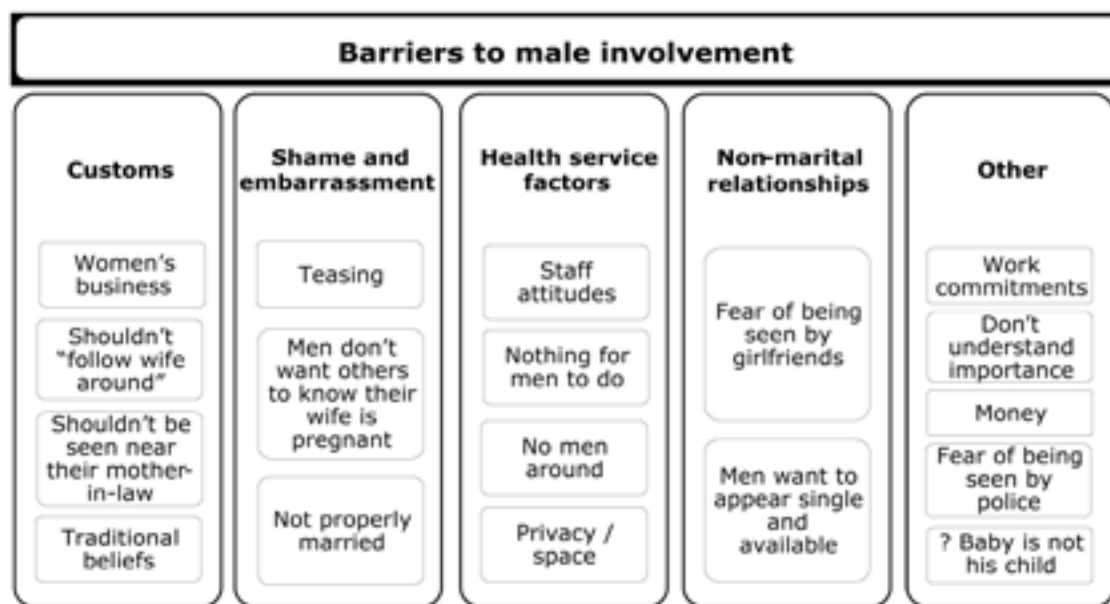 Barriers to male involvement
Customs
Women's
business
Shouldn't
"follow wife
around"
Shouldn't be
seen near
their mother-
in-law
Traditional
beliefs
Shame and
embarrassment
Teasing
Men don't
want others
to know their
wife is
pregnant
Not properly
married
Health service
factors
Staff
attitudes
Nothing for
men to do
No men
around
Privacy /
space
Non-marital
relationships
Fear of being
seen by
girlfriends
Men want to
appear single
and
available
Other
Work
commitments
Don't
understand
importance
Money
Fear of being
seen by
police
? Baby is not
his child